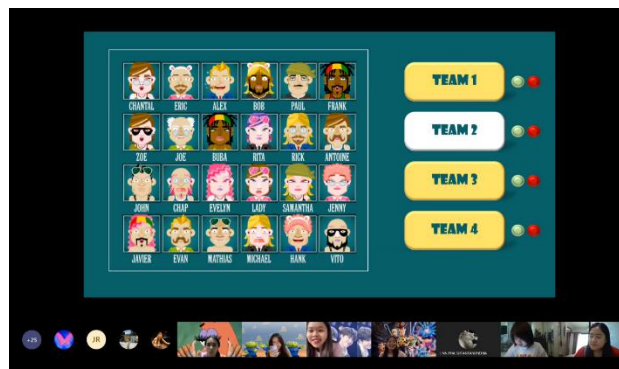 CHANTAL ERIC ALEX BOB PAUL FRANK
ZOE JOE BUBA RITA RICK ANTOINE
JOHN CHAP EVELYN LADY SAMANTHA JENNY
JAVIER EVAN MATHIAS MICHAEL HANK VITO
TEAM 1
TEAM 2
TEAM 3
TEAM 4
+25
JR